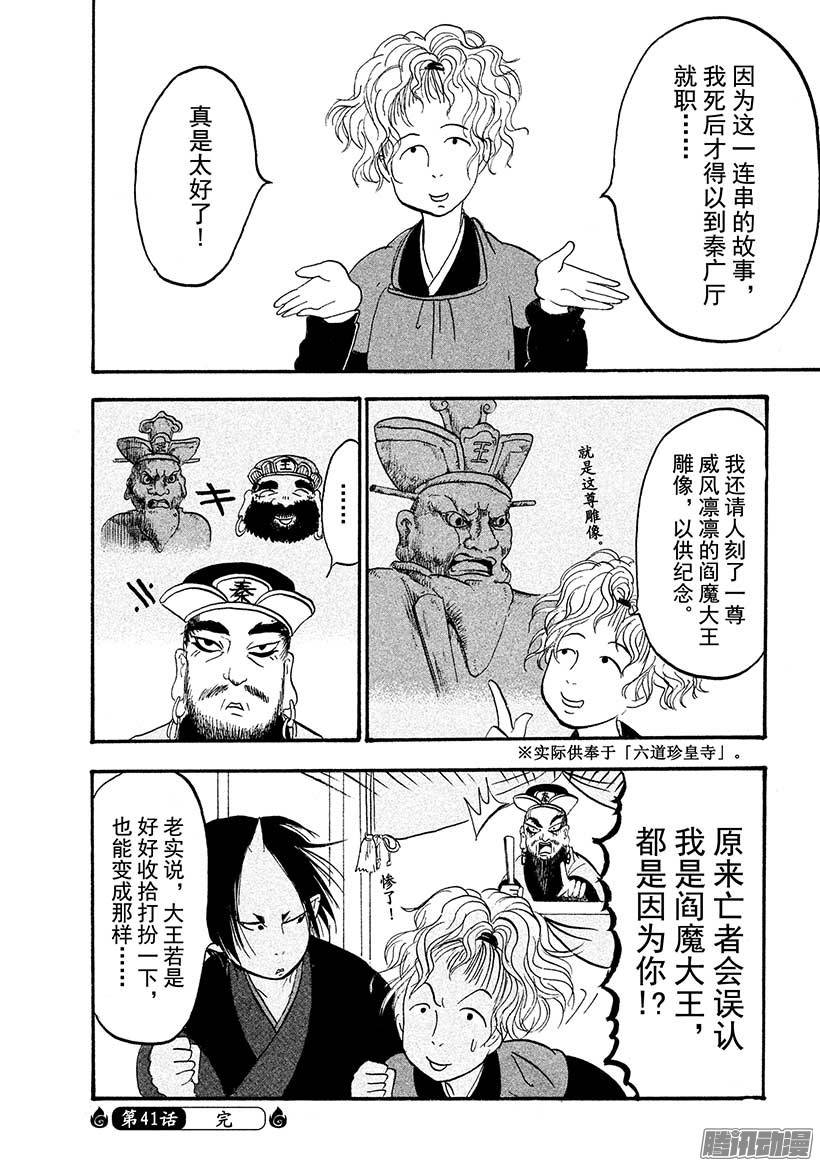 因为这一连串的故事，
我死后才得以到秦广厅
就职……
真是
太好了！
我还请人刻了一尊
威风凛凛的阎魔大王
雕像，以供纪念。
就是这尊雕像。
王
※实际供奉于「六道珍皇寺」。
……
王
秦
原来亡者会误认
我是阎魔大王，
都是因为你!?
惨了！
老实说，大王若是
好好收拾打扮一下，
也能变成那样……
第41话 完
腾讯动漫